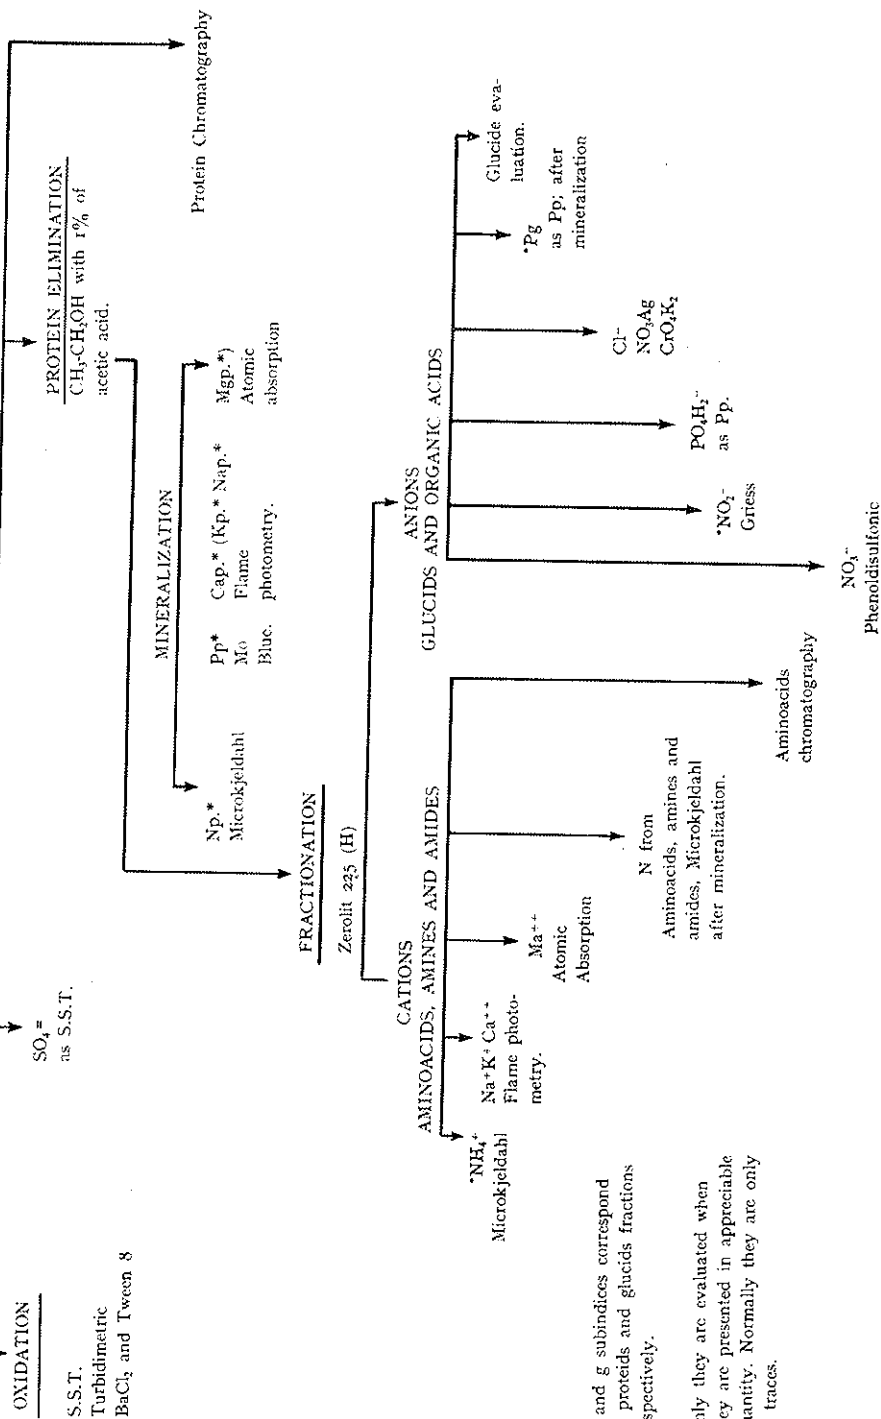 OXIDATION
S.S.T.
Turbidimetric
BaCl₂ and Tween 8
SO₄=
as S.S.T.
PROTEIN ELIMINATION
CH₃-CH₂OH with 1% of
acetic acid.
Protein Chromatography
MINERALIZATION
Np.*
Microkjeldahl
Pp*
Mo
Blue.
Cap.* (Kp.* Nap.*
Flame
photometry.
Mgp.*)
Atomic
absorption
FRACTIONATION
Zerolit 225 (H)
CATIONS
AMINOACIDS, AMINES AND AMIDES
*NH₄⁺
Microkjeldahl
Na⁺K⁺Ca⁺⁺
Flame photo-
metry.
Ma⁺⁺
Atomic
Absorption
N from
Aminoacids, amines and
amides, Microkjeldahl
after mineralization.
Aminoacids
chromatography
ANIONS
GLUCIDS AND ORGANIC ACIDS
NO₃⁻
Phenoldisulfonic
*NO₂⁻
Griess
PO₄H₂⁻
as Pp.
Cl⁻
NO₃Ag
CrO₄K₂
*Pg
as Pp; after
mineralization
Glucide eva-
luation.
and g subindices correspond
proteids and glucids fractions
spectively.
nly they are evaluated when
ey are presented in appreciable
uantity. Normally they are only
traces.